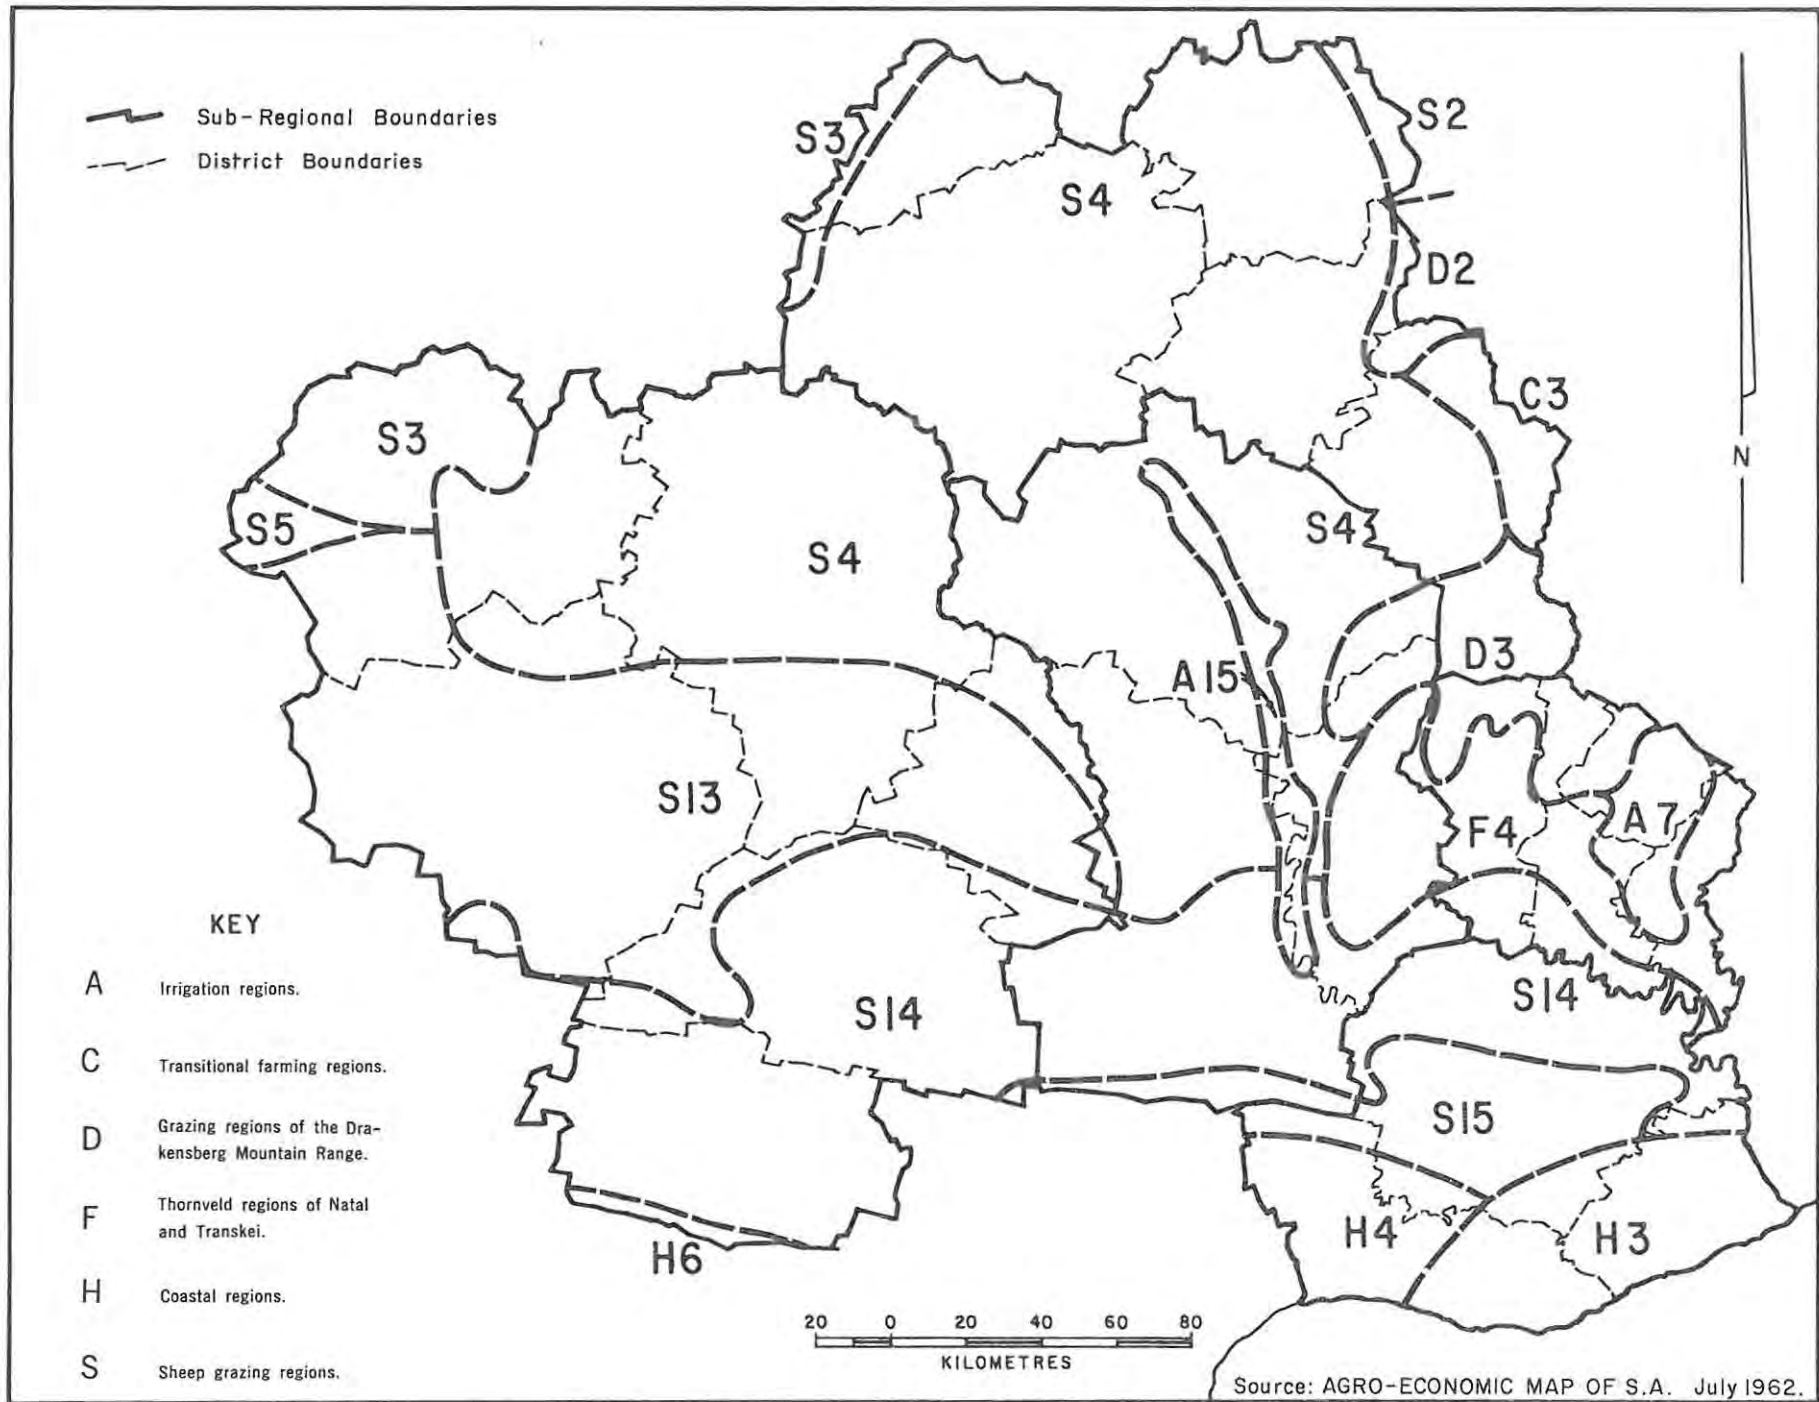 Sub-Regional Boundaries
District Boundaries
S3
S2
S4
D2
C3
S3
N
S5
S4
S4
D3
A15
S13
F4
A7
S14
S14
S15
H4
H3
H6
KEY
A Irrigation regions.
C Transitional farming regions.
D Grazing regions of the Dra-
kensberg Mountain Range.
F Thornveld regions of Natal
and Transkei.
H Coastal regions.
S Sheep grazing regions.
20 0 20 40 60 80
KILOMETRES
Source: AGRO-ECONOMIC MAP OF S.A. July 1962.